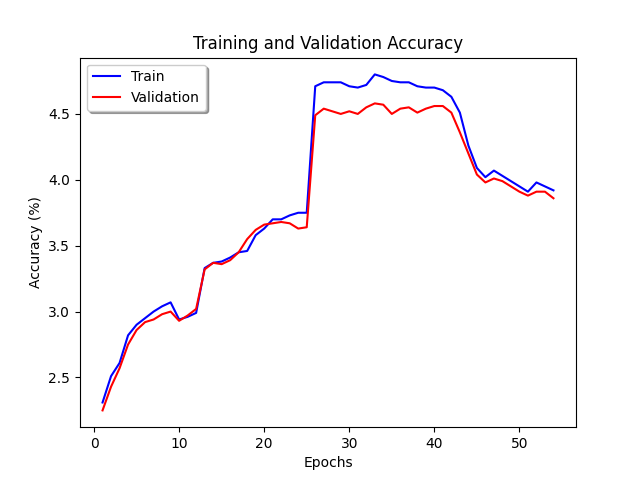 Training and Validation Accuracy
Train
Validation
4.5
4.0
3.5
3.0
2.5
Accuracy (%)
0
10
20
30
40
50
Epochs